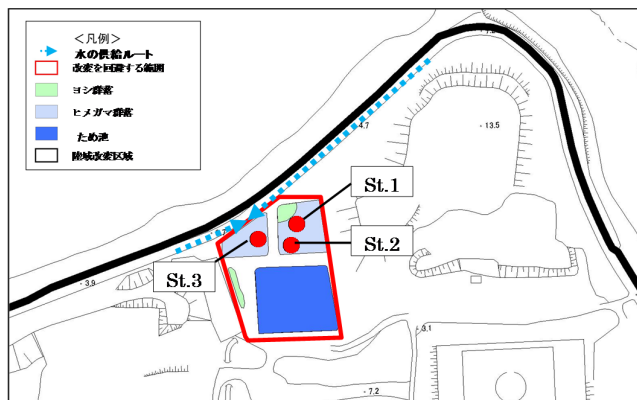 <凡例>
水の供給ルート
改変を回避する範囲
ヨシ群落
ヒメガマ群落
ため池
陸域改変区域
4.7
13.5
St.1
St.2
St.3
3.9
3.1
7.2